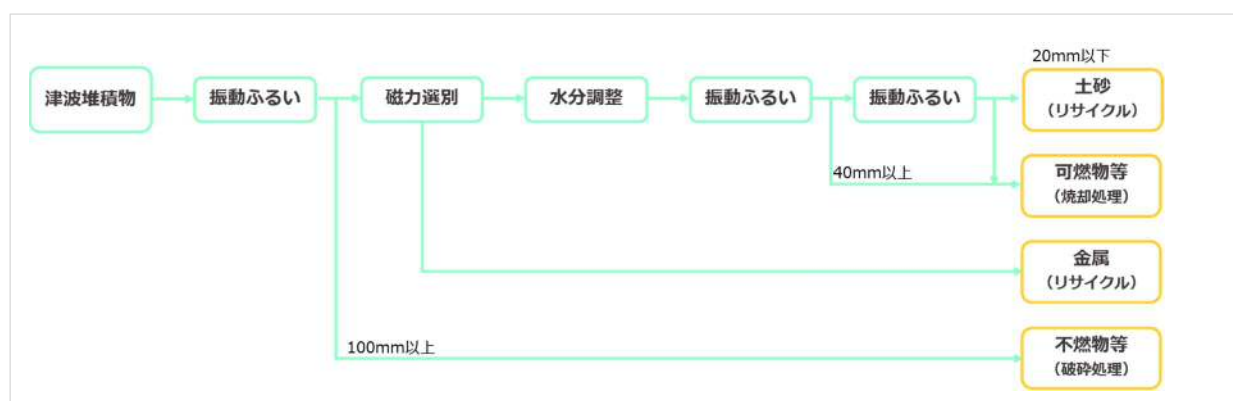 20mm以下
津波堆積物
振動ふるい
磁力選別
水分調整
振動ふるい
振動ふるい
土砂
（リサイクル）
40mm以上
可燃物等
（焼却処理）
金属
（リサイクル）
100mm以上
不燃物等
（破砕処理）